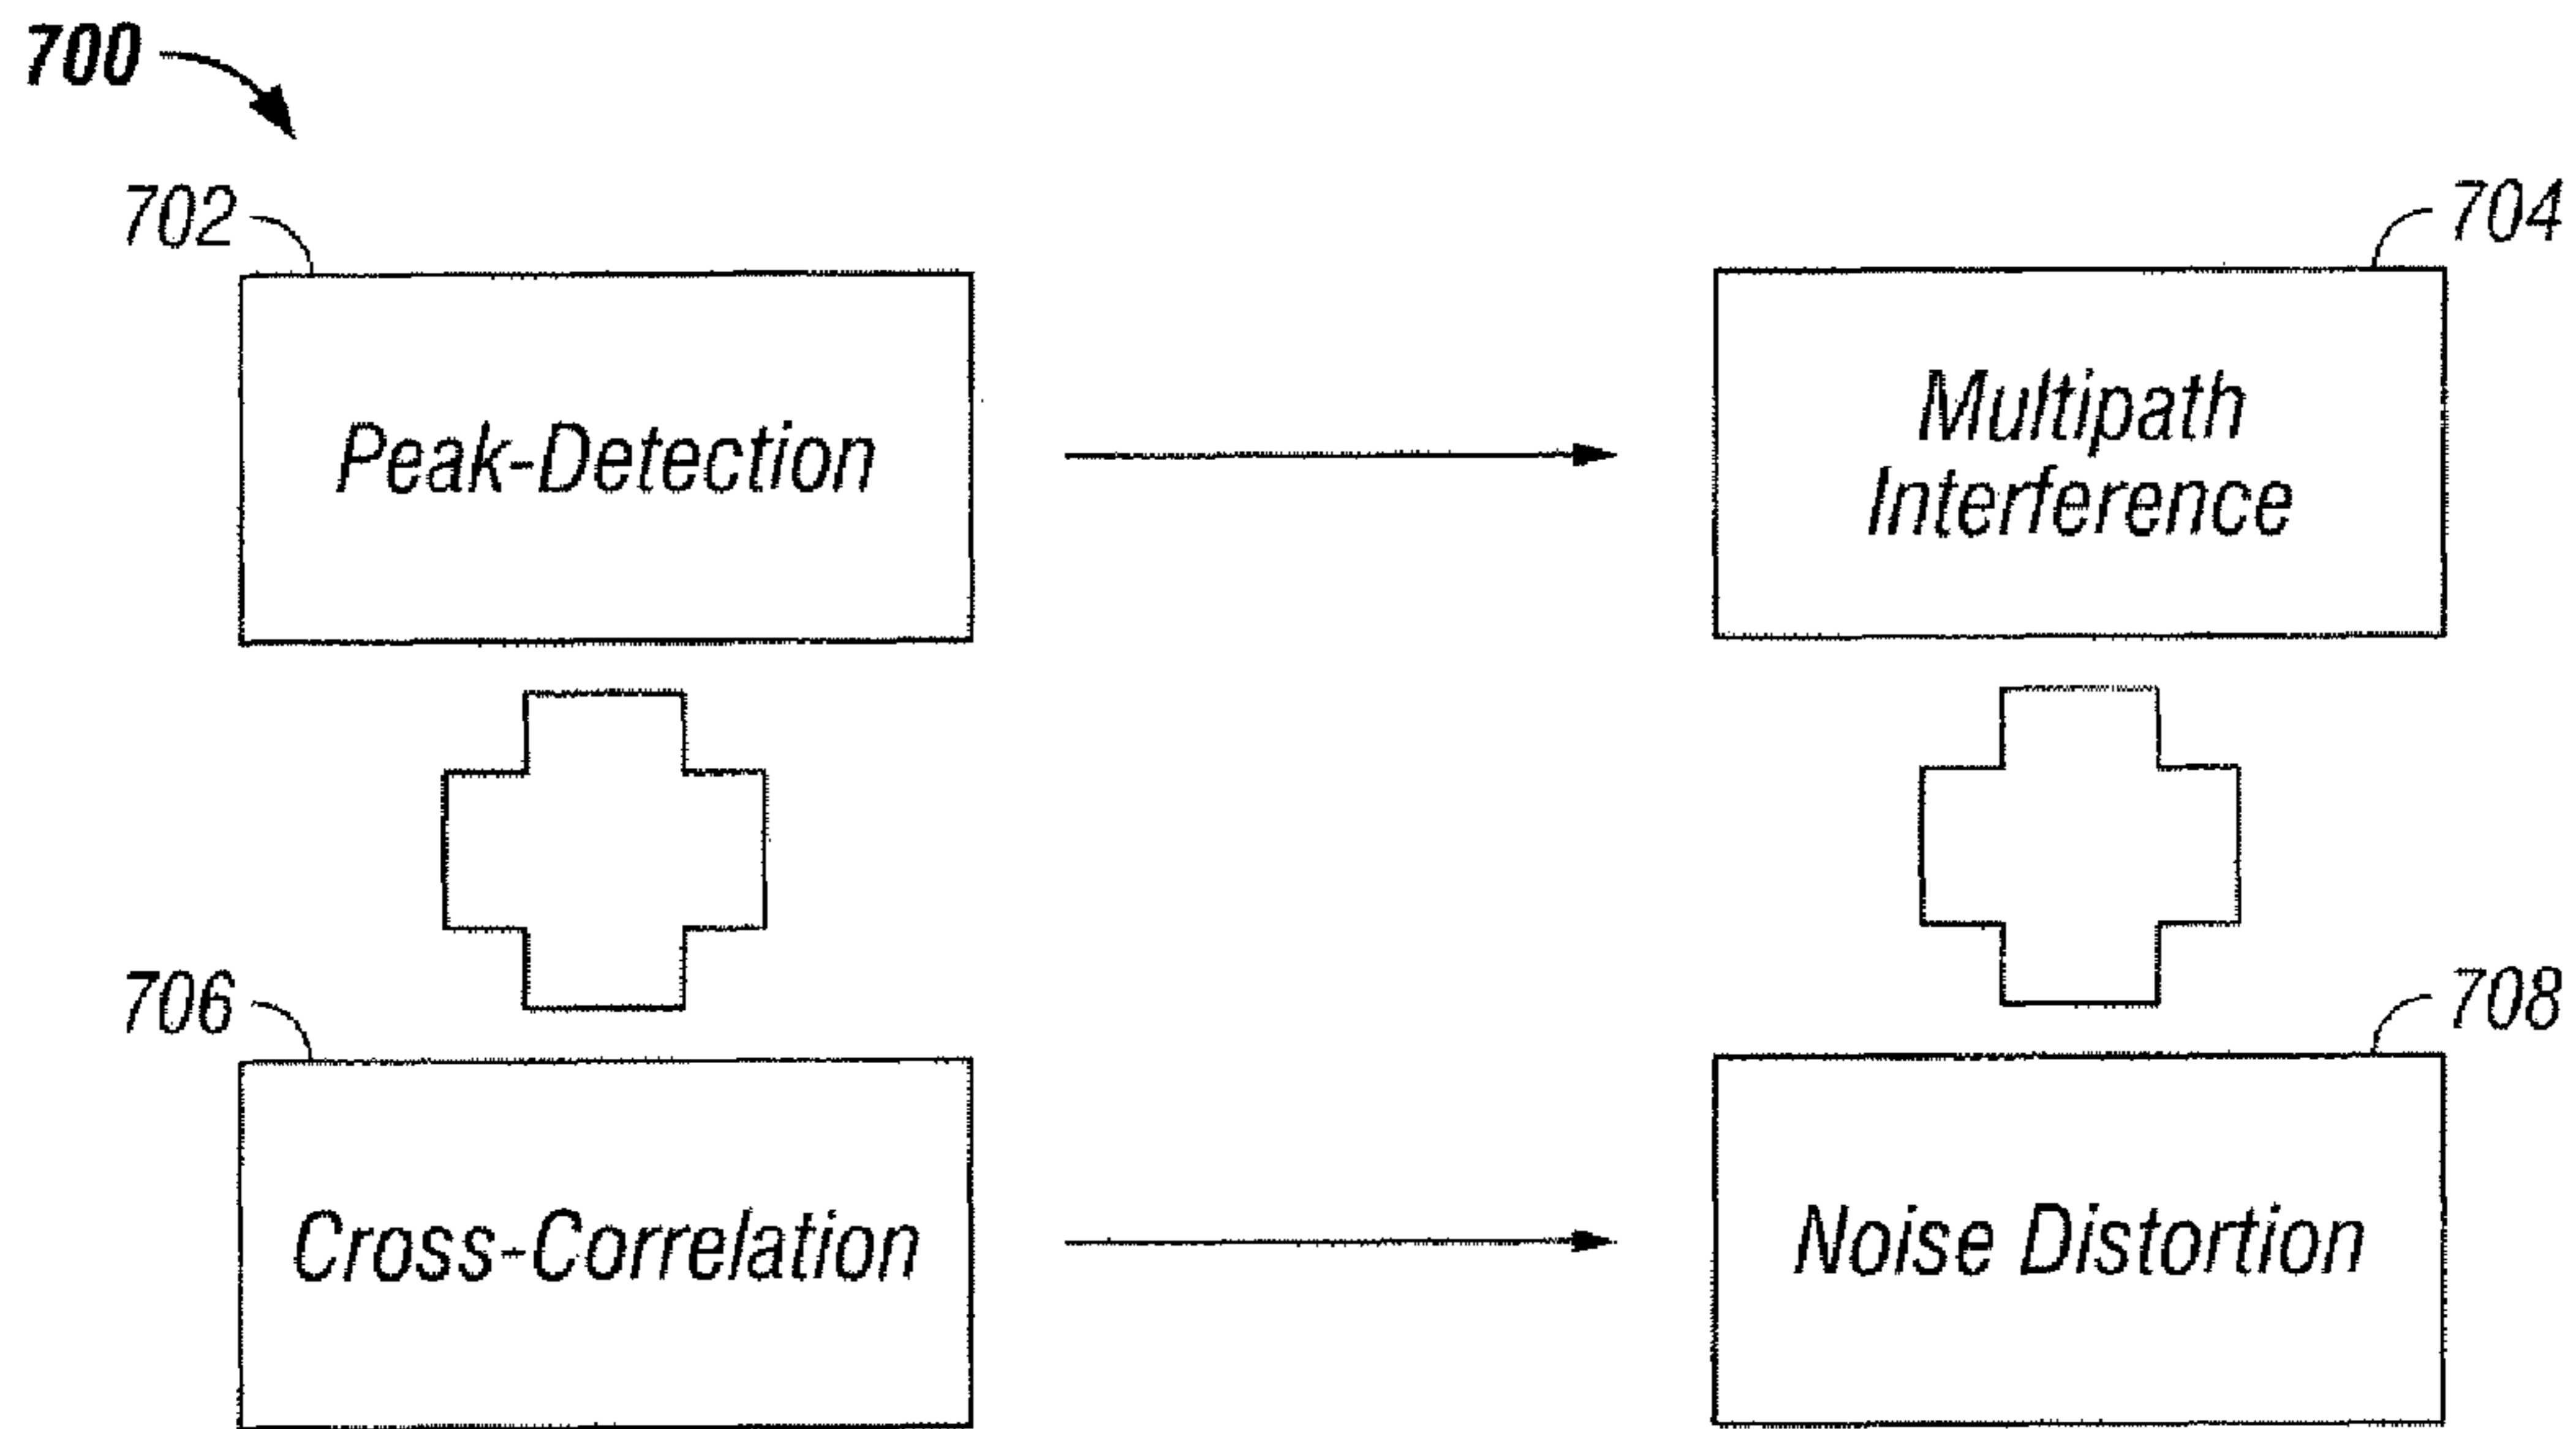 700
702
704
Peak-Detection
Multipath
Interference
706
708
Cross-Correlation
Noise Distortion